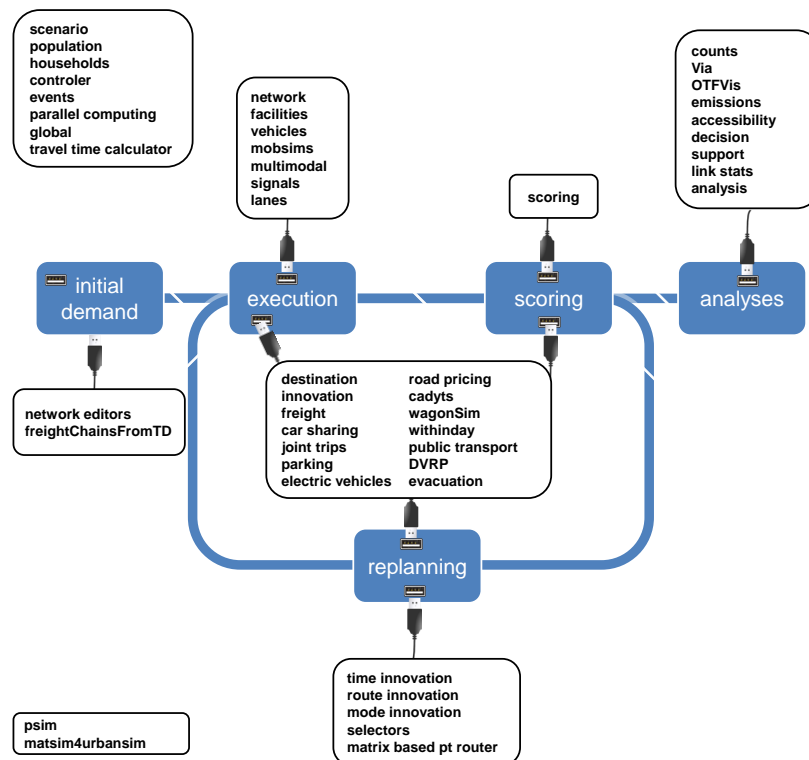 scenario
population
households
controler
events
parallel computing
global
travel time calculator
network
facilities
vehicles
mobsims
multimodal
signals
lanes
scoring
counts
Via
OTFVis
emissions
accessibility
decision
support
link stats
analysis
initial
demand
execution
scoring
analyses
network editors
freightChainsFromTD
destination
innovation
freight
car sharing
joint trips
parking
electric vehicles
road pricing
cadyts
wagonSim
withinday
public transport
DVRP
evacuation
replanning
time innovation
route innovation
mode innovation
selectors
matrix based pt router
psim
matsim4urbansim